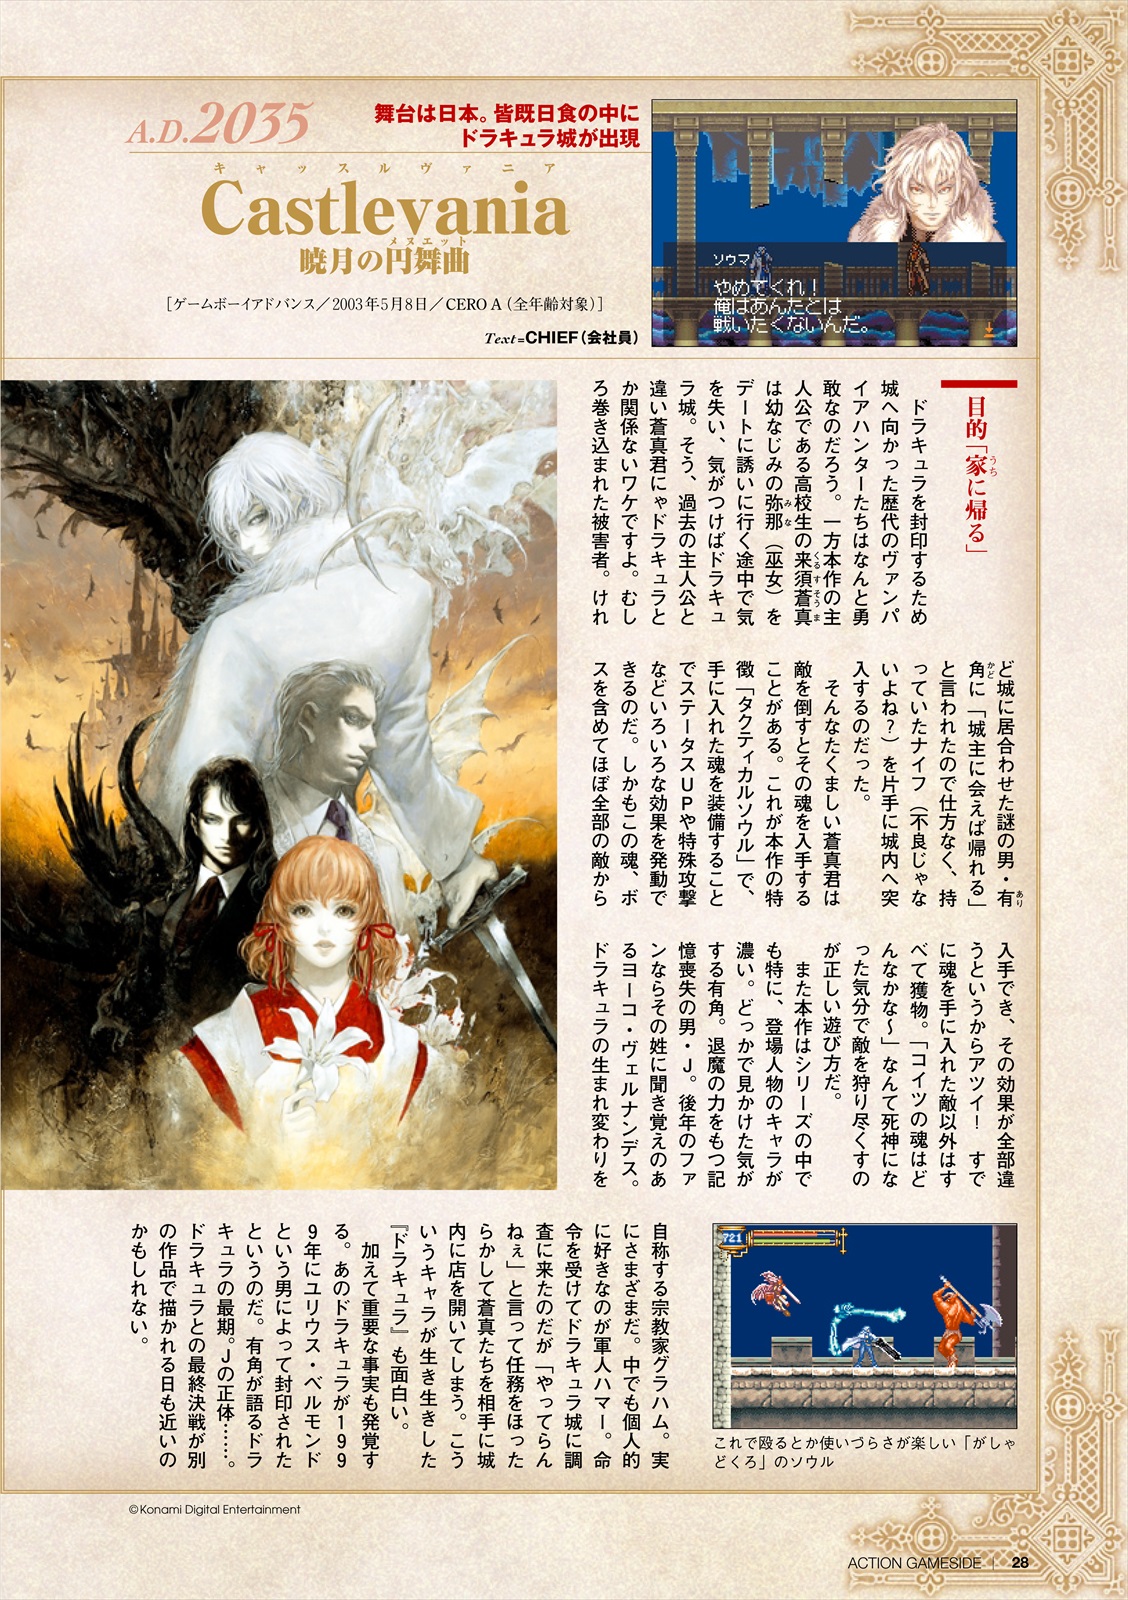 A.D.2035
舞台は日本。皆既日食の中に
ドラキュラ城が出現
キャッスルヴァニア
Castlevania
メヌエット
暁月の円舞曲
［ゲームボーイアドバンス／2003年5月8日／CERO A（全年齢対象）］
Text=CHIEF（会社員）
ソウマ
やめてくれ！
俺はあんたとは
戦いたくないんだ。
目的「家に帰る」
うち
ドラキュラを封印するため
城へ向かった歴代のヴァンパ
イアハンターたちはなんと勇
敢なのだろう。一方本作の主
人公である高校生の来須蒼真
くるすそうま
は幼なじみの弥那（巫女）を
みな
デートに誘いに行く途中で気
を失い、気がつけばドラキュ
ラ城。そう、過去の主人公と
違い蒼真君にゃドラキュラと
か関係ないワケですよ。むし
ろ巻き込まれた被害者。けれ
ど城に居合わせた謎の男・有
あり
角に「城主に会えば帰れる」
かど
と言われたので仕方なく、持
っていたナイフ（不良じゃな
いよね？）を片手に城内へ突
入するのだった。
そんなたくましい蒼真君は
敵を倒すとその魂を入手する
ことがある。これが本作の特
徴「タクティカルソウル」で、
手に入れた魂を装備すること
でステータスUPや特殊攻撃
などいろいろな効果を発動で
きるのだ。しかもこの魂、ボ
スを含めてほぼ全部の敵から
入手でき、その効果が全部違
うというからアツイ！　すで
に魂を手に入れた敵以外はす
べて獲物。「コイツの魂はど
んなかな〜」なんて死神にな
った気分で敵を狩り尽くすの
が正しい遊び方だ。
また本作はシリーズの中で
も特に、登場人物のキャラが
濃い。どっかで見かけた気が
する有角。退魔の力をもつ記
憶喪失の男・J。後年のファ
ンならその姓に聞き覚えのあ
るヨーコ・ヴェルナンデス。
ドラキュラの生まれ変わりを
自称する宗教家グラハム。実
にさまざまだ。中でも個人的
に好きなのが軍人ハマー。命
令を受けてドラキュラ城に調
査に来たのだが「やってらん
ねぇ」と言って任務をほった
らかして蒼真たちを相手に城
内に店を開いてしまう。こう
いうキャラが生き生きした
『ドラキュラ』も面白い。
加えて重要な事実も発覚す
る。あのドラキュラが199
9年にユリウス・ベルモンド
という男によって封印された
というのだ。有角が語るドラ
キュラの最期。Jの正体……。
ドラキュラとの最終決戦が別
の作品で描かれる日も近いの
かもしれない。
721
これで殴るとか使いづらさが楽しい「がしゃ
どくろ」のソウル
©Konami Digital Entertainment
ACTION GAMESIDE | 28